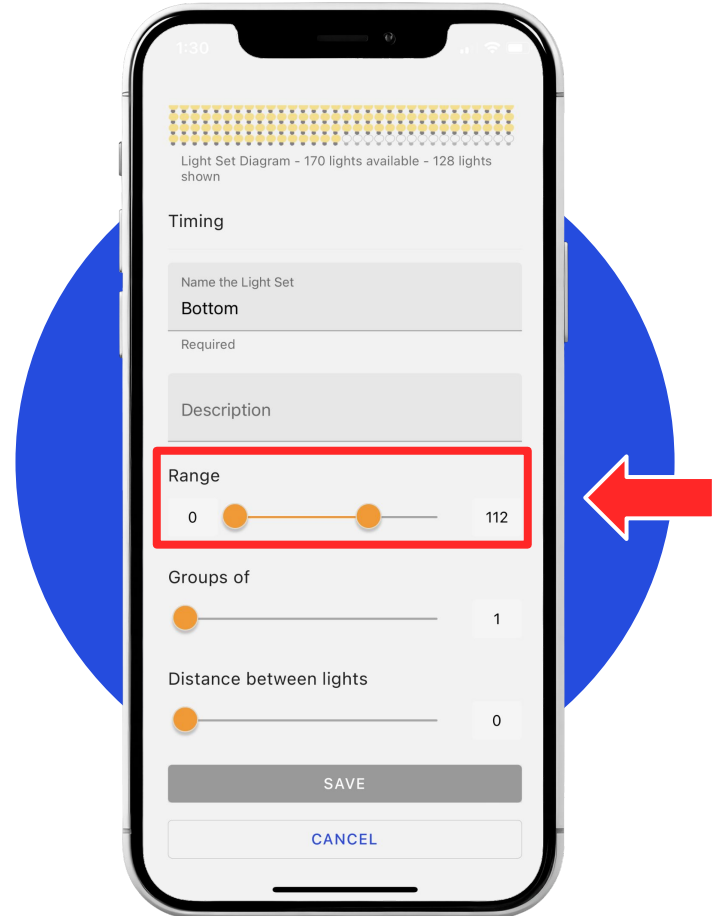 1:30
Light Set Diagram - 170 lights available - 128 lights
shown
Timing
Name the Light Set
Bottom
Required
Description
Range
0 112
Groups of
1
Distance between lights
0
SAVE
CANCEL